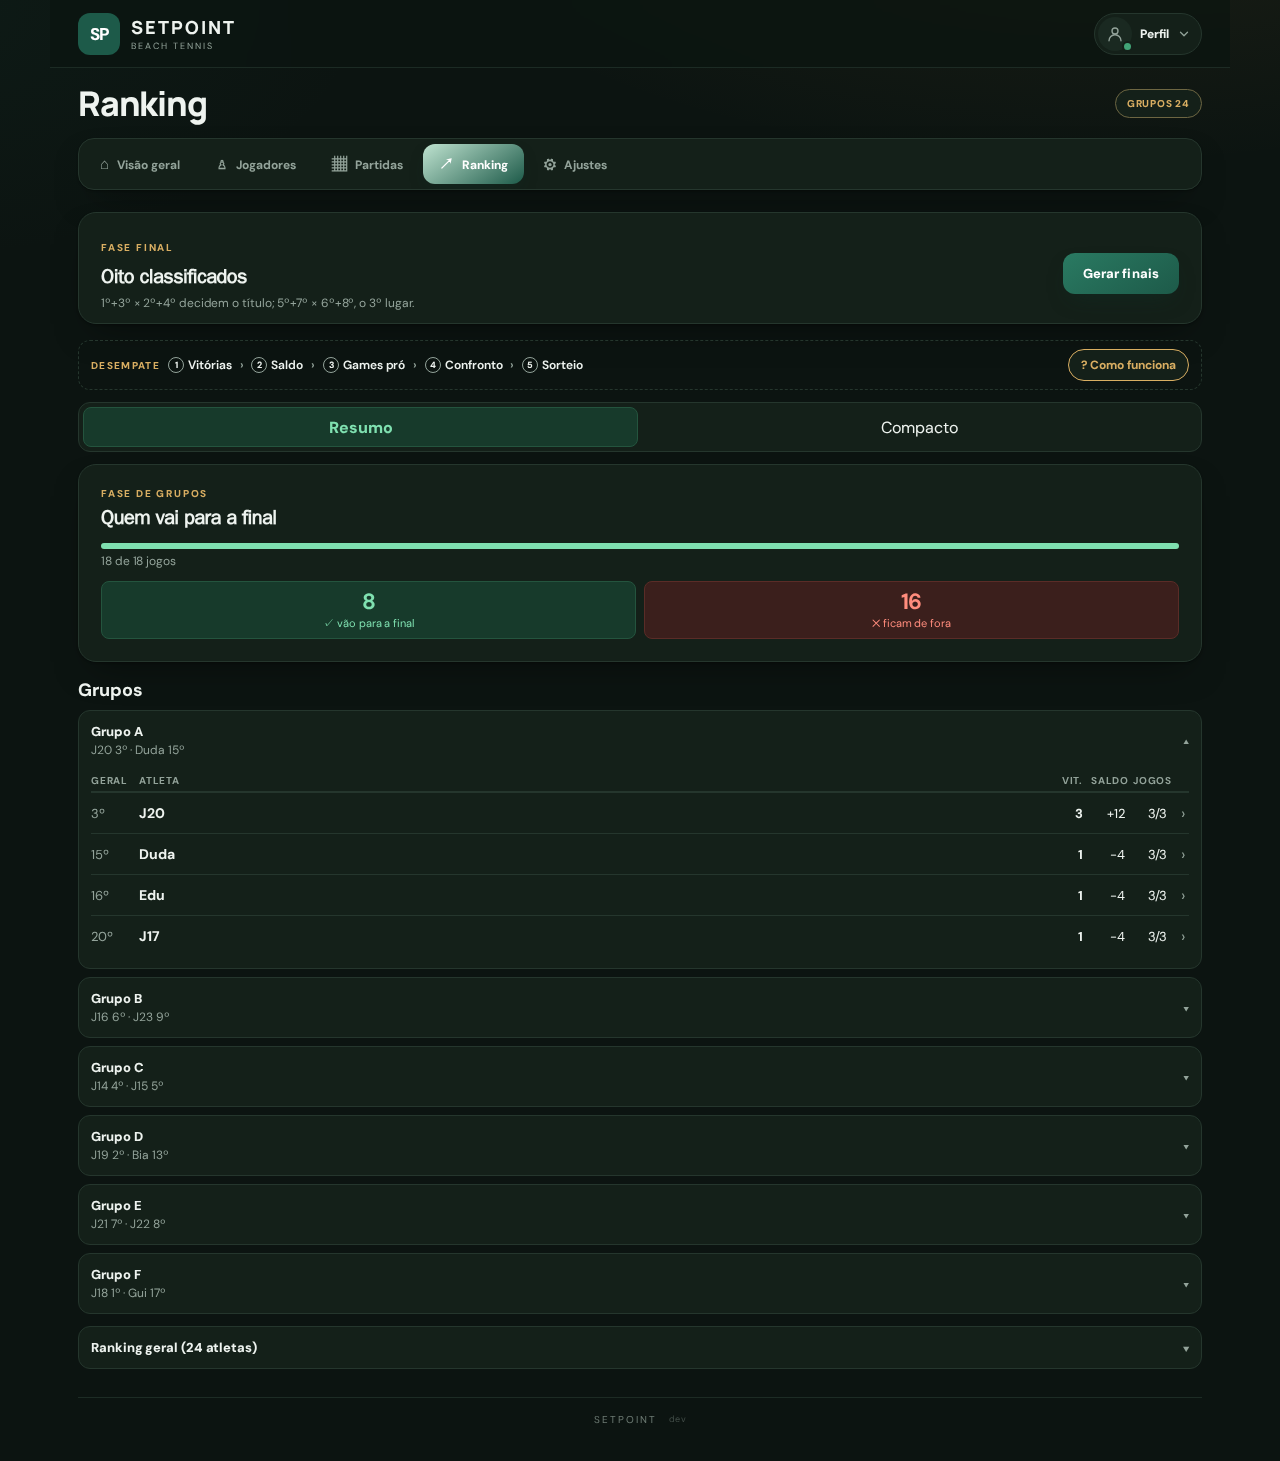 SP
SETPOINT
BEACH TENNIS
Perfil
Ranking
GRUPOS 24
Visão geral
Jogadores
Partidas
Ranking
Ajustes
FASE FINAL
Oito classificados
1º+3º × 2º+4º decidem o título; 5º+7º × 6º+8º, o 3º lugar.
Gerar finais
DESEMPATE 1 Vitórias › 2 Saldo › 3 Games pró › 4 Confronto › 5 Sorteio
? Como funciona
Resumo
Compacto
FASE DE GRUPOS
Quem vai para a final
18 de 18 jogos
8
✓ vão para a final
16
✕ ficam de fora
Grupos
Grupo A
J20 3º · Duda 15º
GERAL ATLETA VIT. SALDO JOGOS
3º J20 3 +12 3/3 ›
15º Duda 1 -4 3/3 ›
16º Edu 1 -4 3/3 ›
20º J17 1 -4 3/3 ›
Grupo B
J16 6º · J23 9º
Grupo C
J14 4º · J15 5º
Grupo D
J19 2º · Bia 13º
Grupo E
J21 7º · J22 8º
Grupo F
J18 1º · Gui 17º
Ranking geral (24 atletas)
SETPOINT dev